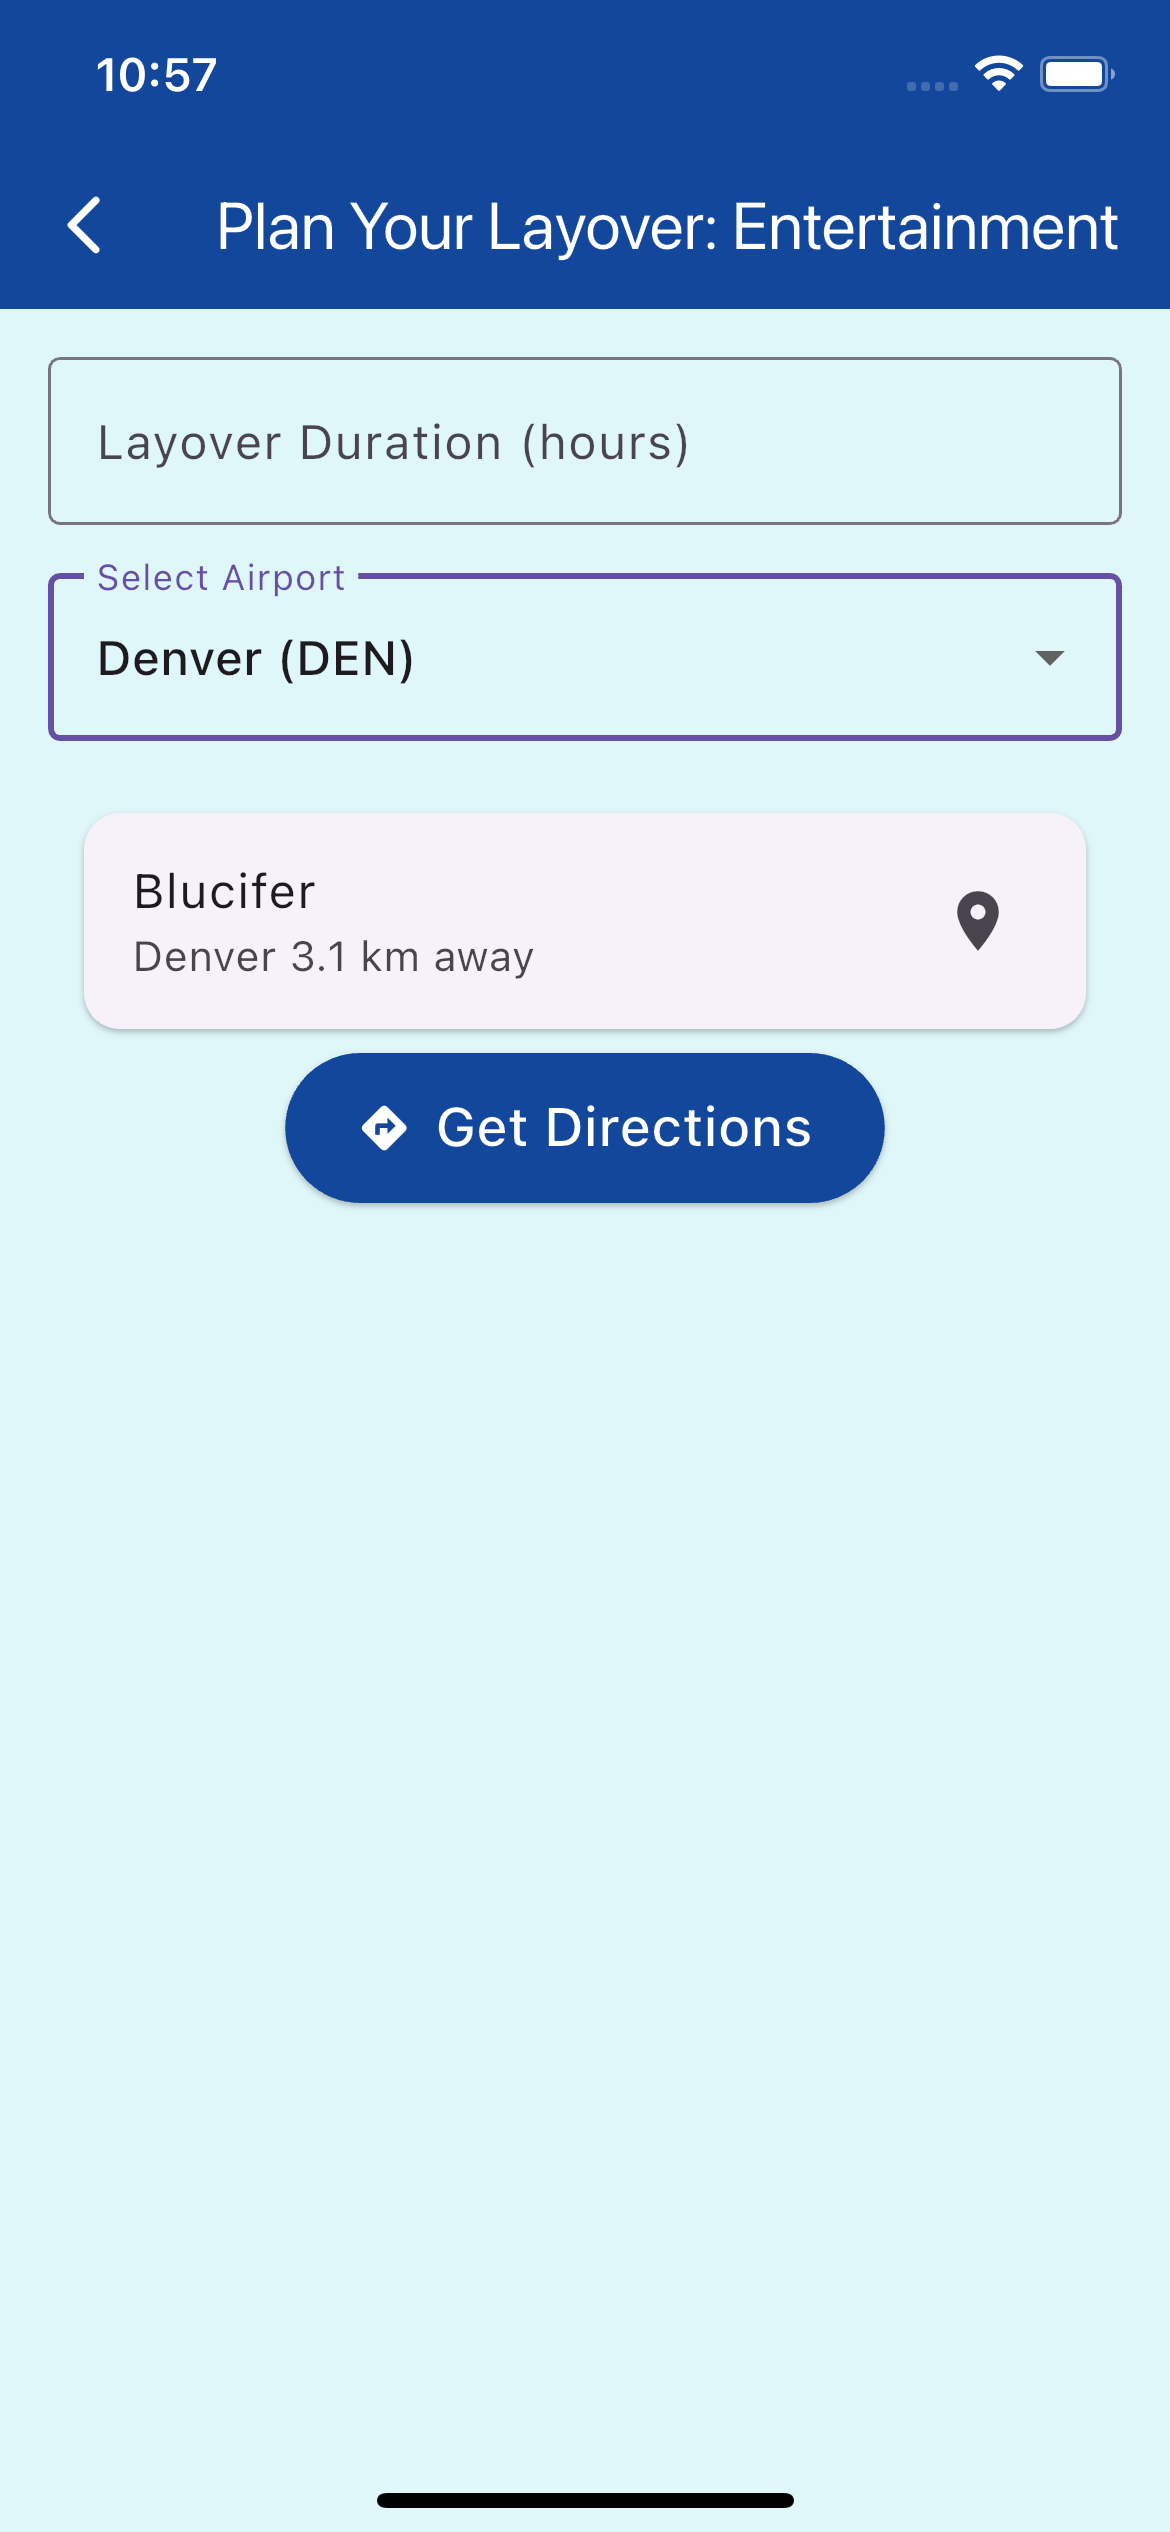 10:57
Plan Your Layover: Entertainment
Layover Duration (hours)
Select Airport
Denver (DEN)
Blucifer
Denver 3.1 km away
Get Directions